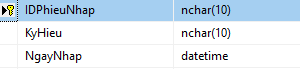 IDPhieuNhap nchar(10)
KyHieu nchar(10)
NgayNhap datetime